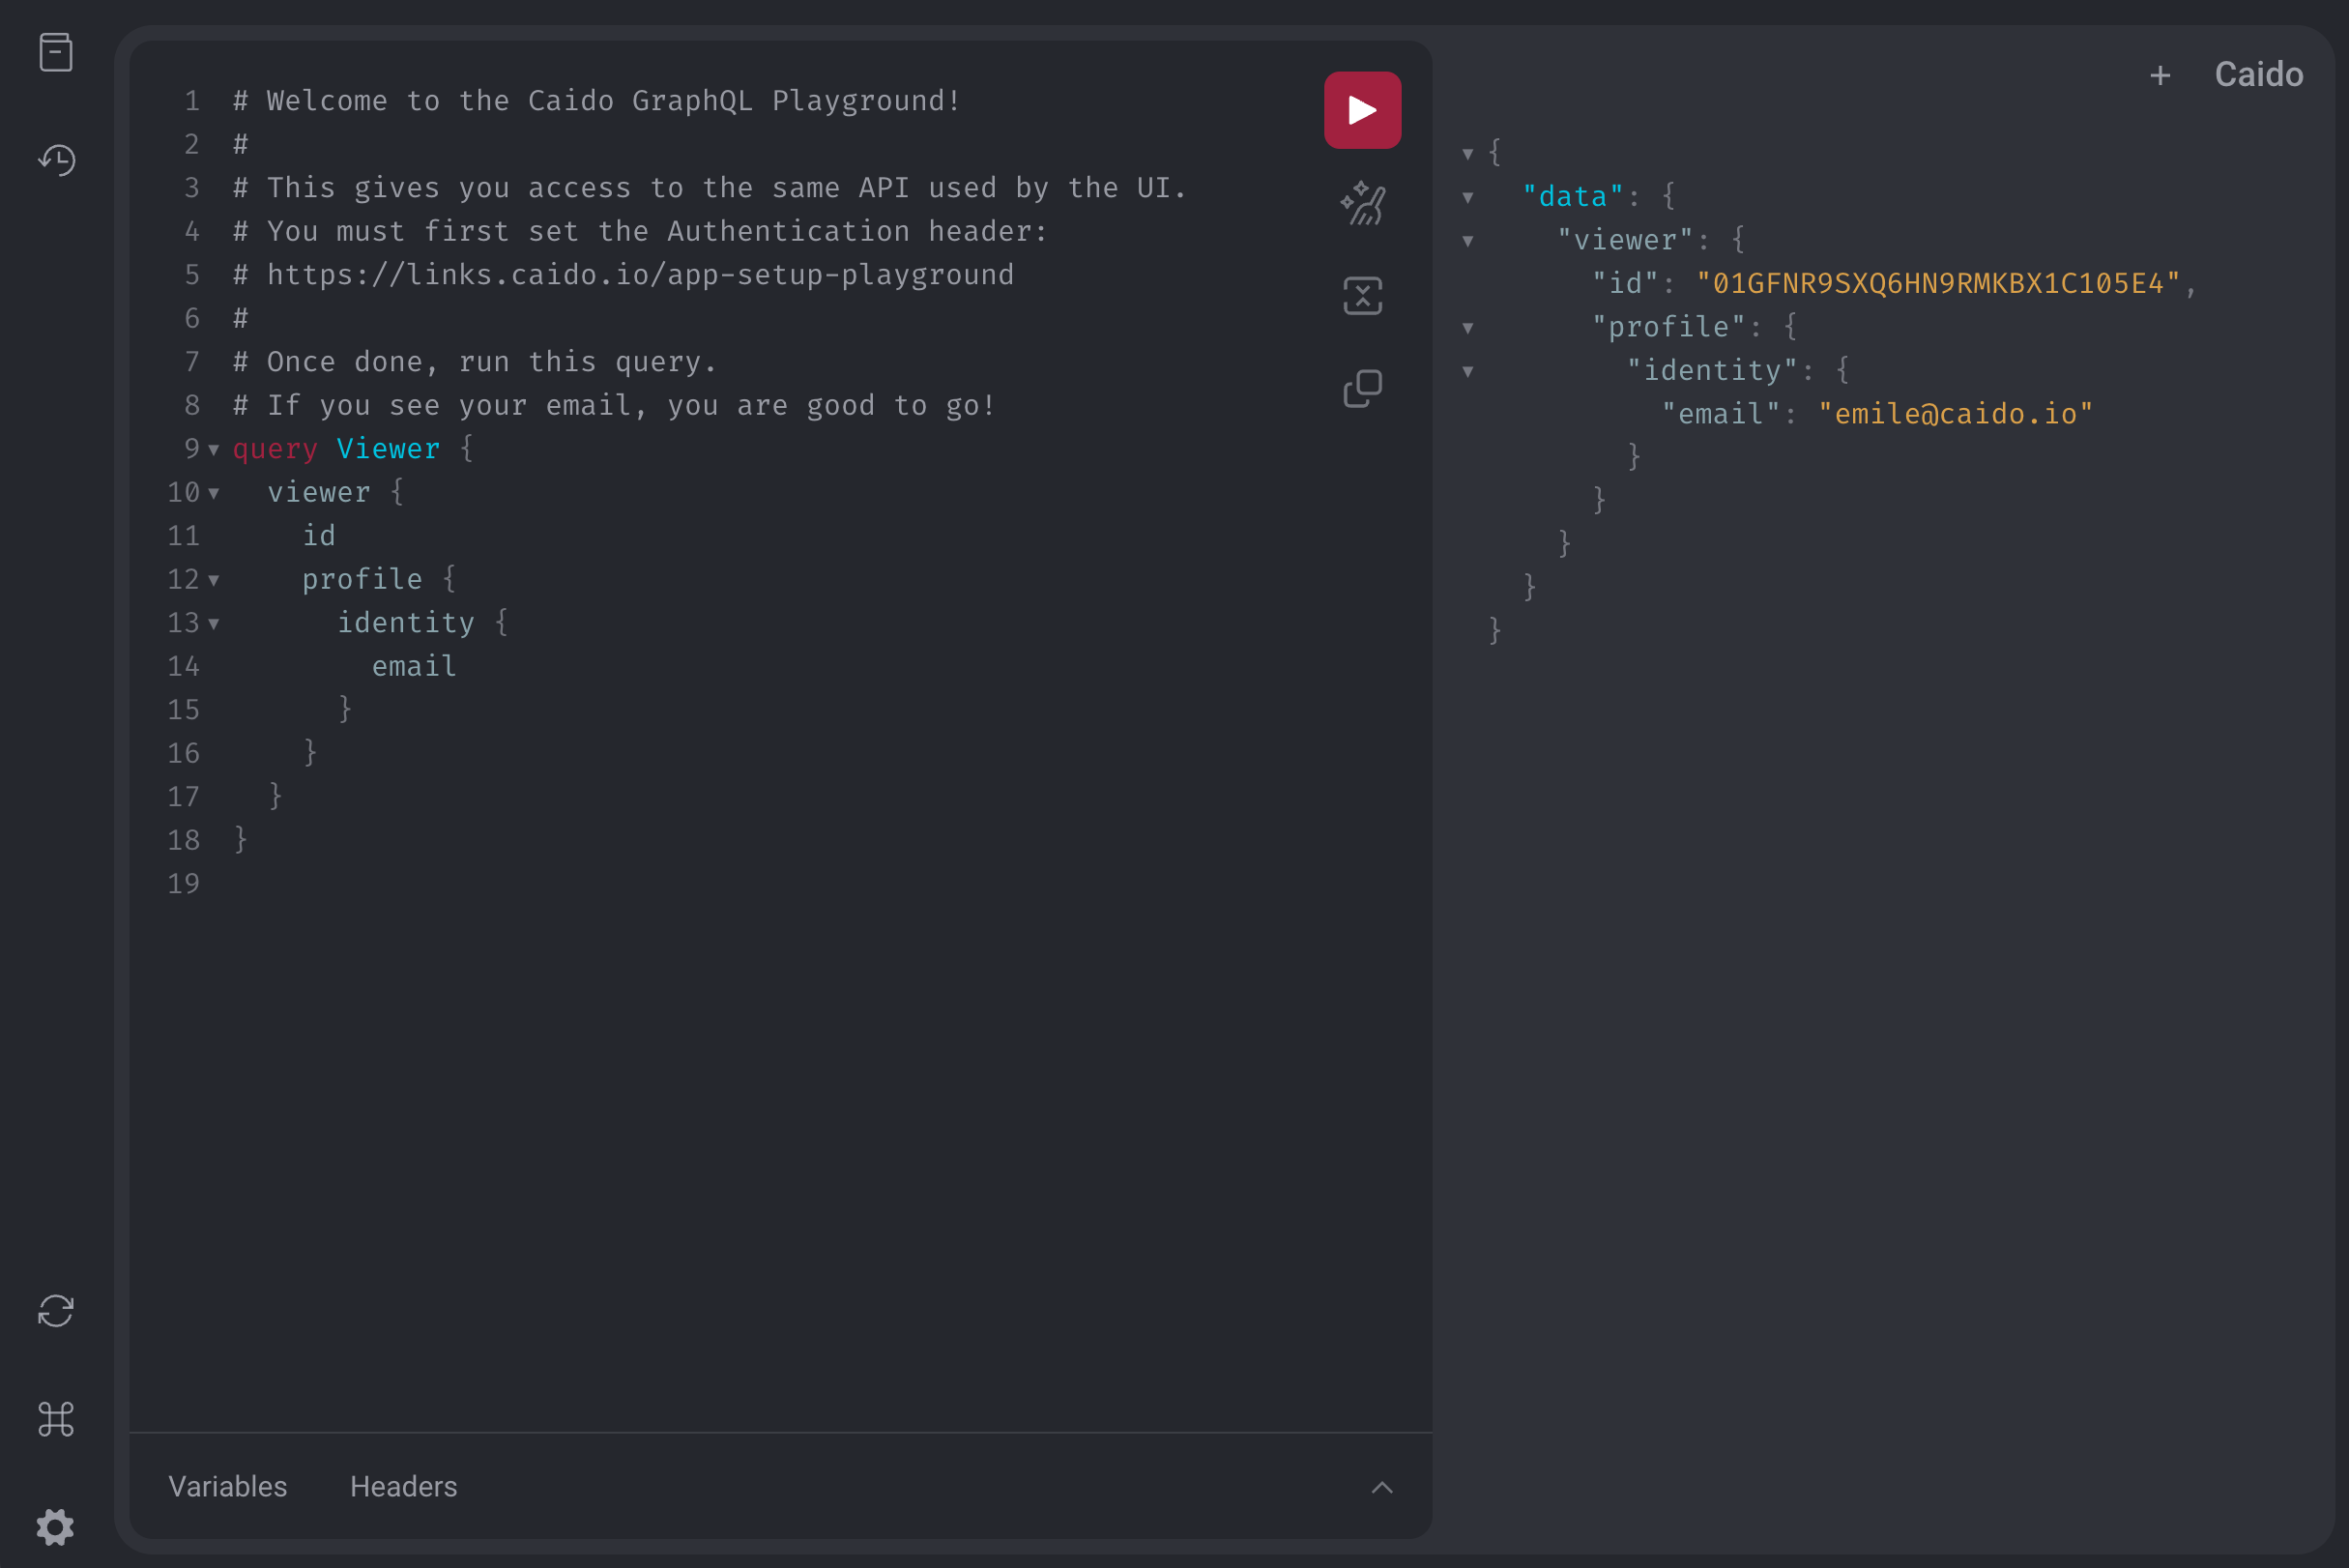 1 # Welcome to the Caido GraphQL Playground!
2 #
3 # This gives you access to the same API used by the UI.
4 # You must first set the Authentication header:
5 # https://links.caido.io/app-setup-playground
6 #
7 # Once done, run this query.
8 # If you see your email, you are good to go!
9 query Viewer {
10 viewer {
11 id
12 profile {
13 identity {
14 email
15 }
16 }
17 }
18 }
19
Variables Headers
+ Caido
{
"data": {
"viewer": {
"id": "01GFNR9SXQ6HN9RMKBX1C105E4",
"profile": {
"identity": {
"email": "emile@caido.io"
}
}
}
}
}